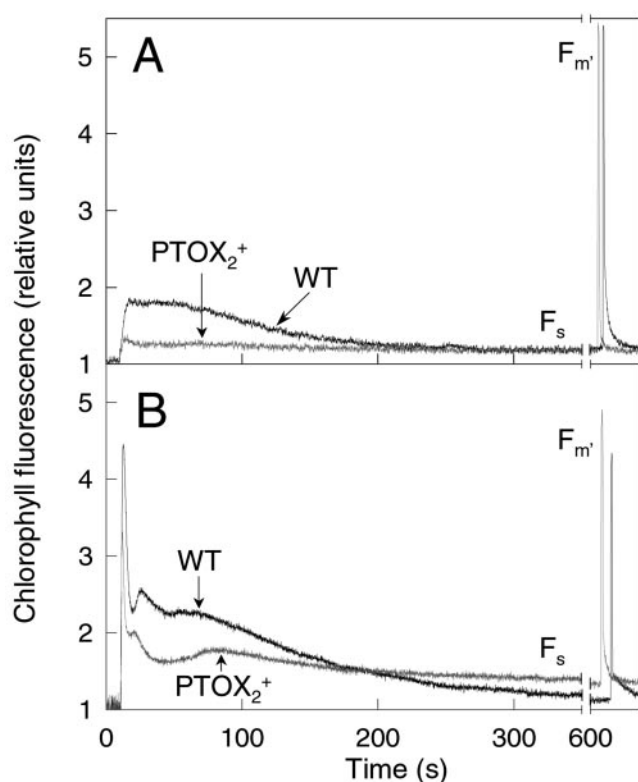 A
5
4
3
2
1
Fm'
PTOX2+
WT
Fs
B
5
4
3
2
1
Fm'
WT
Fs
PTOX2+
0
100
200
300
600
Time (s)
Chlorophyll fluorescence (relative units)